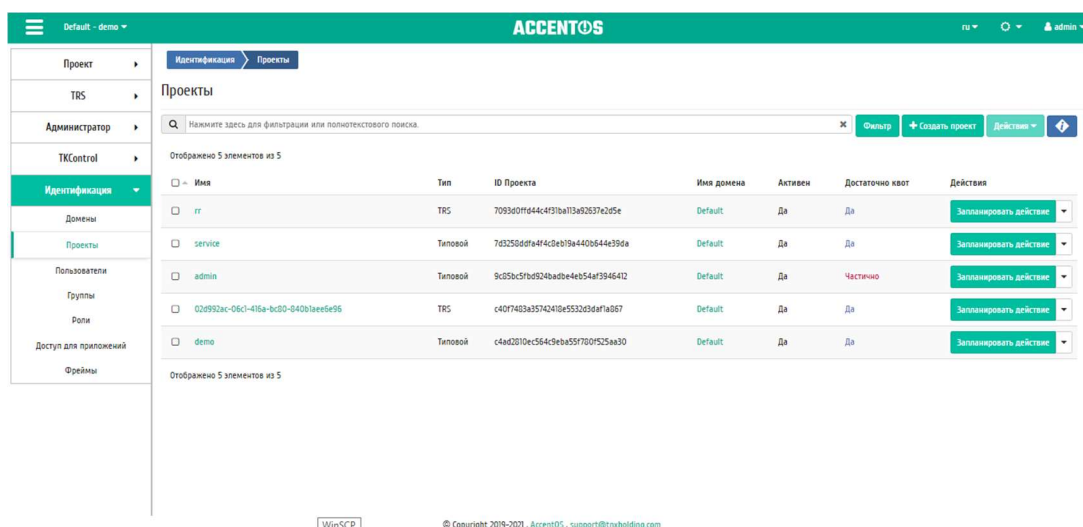 Default - demo
ACCENTOS
ru
admin
Проект
TRS
Администратор
TKControl
Идентификация
Домены
Проекты
Пользователи
Группы
Роли
Доступ для приложений
Фреймы
Идентификация Проекты
Проекты
Нажмите здесь для фильтрации или полнотекстового поиска.
Фильтр
+ Создать проект
Действия
Отображено 5 элементов из 5
Имя Тип ID Проекта Имя домена Активен Достаточно квот Действия
rr TRS 7093d0ffd44c4f31ba113a92637e2d5e Default Да Да Запланировать действие
service Типовой 7d3258ddfa4f4c8eb19a440b644e39da Default Да Да Запланировать действие
admin Типовой 9c85bc5fbd924badbe4eb54af3946412 Default Да Частично Запланировать действие
02d992ac-06c1-416a-bc80-840b1aee6e96 TRS c40f7483a35742418e5532d3daf1a867 Default Да Да Запланировать действие
demo Типовой c4ad2810ec564c9eba55f780f525aa30 Default Да Да Запланировать действие
Отображено 5 элементов из 5
WinSCP
© Copyright 2019-2021 . AccentOS . support@tnxholding.com